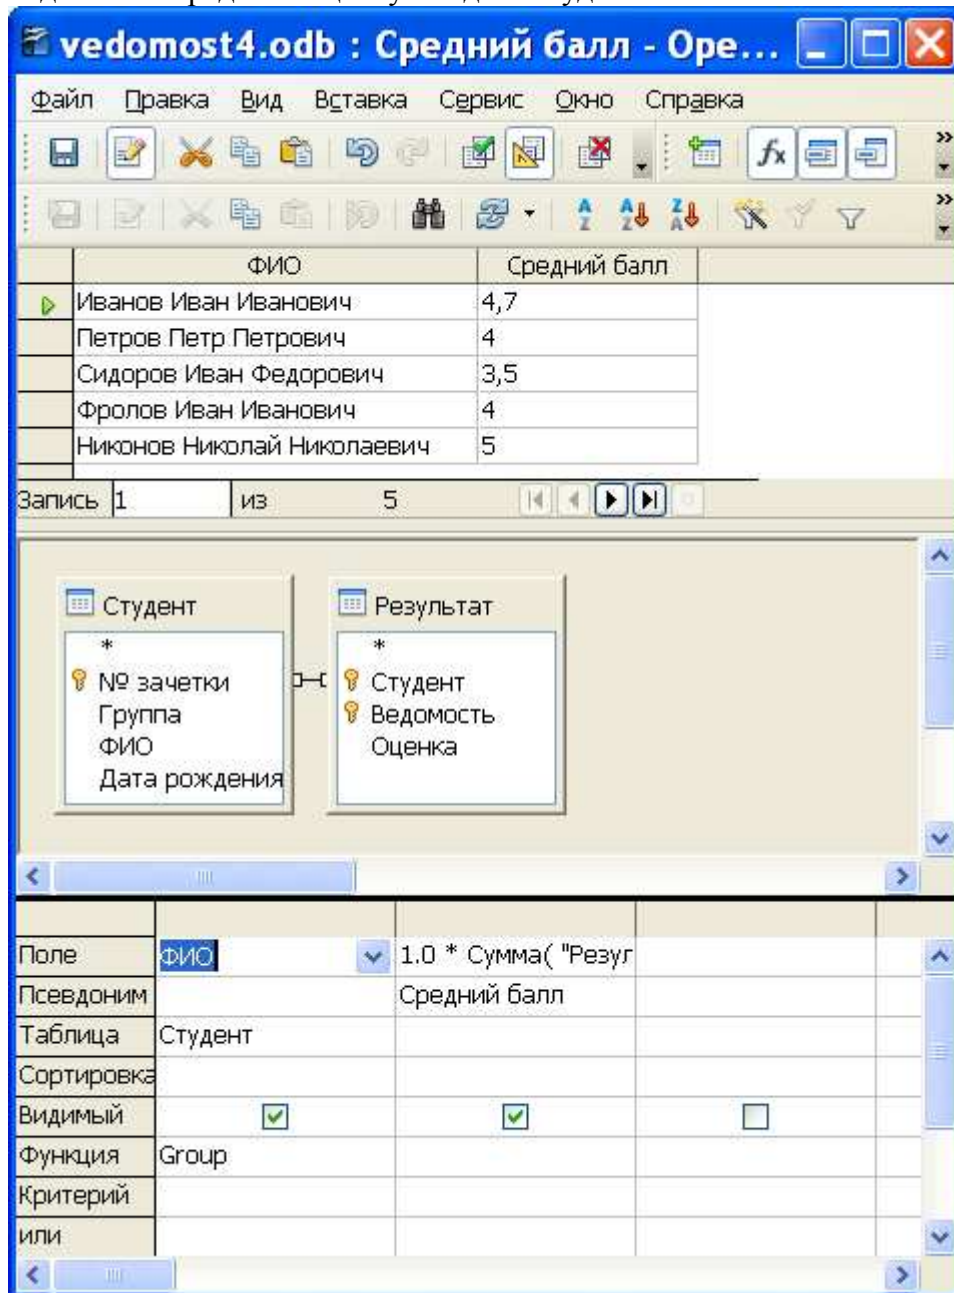 vedomost4.odb : Средний балл - Ope...
Файл Правка Вид Вставка Сервис Окно Справка
ФИО Средний балл
Иванов Иван Иванович 4,7
Петров Петр Петрович 4
Сидоров Иван Федорович 3,5
Фролов Иван Иванович 4
Никонов Николай Николаевич 5
Запись 1 из 5
Студент Результат
* *
№ зачетки Студент
Группа Ведомость
ФИО Оценка
Дата рождения
Поле ФИО 1.0 * Сумма( "Резул
Псевдоним Средний балл
Таблица Студент
Сортировка
Видимый
Функция Group
Критерий
или